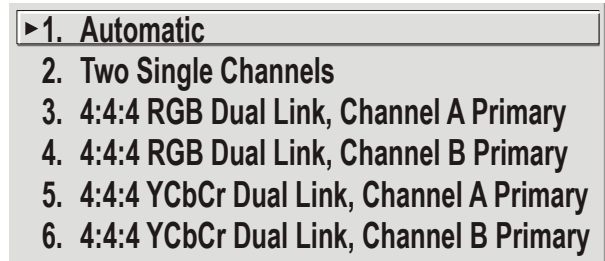 ►1. Automatic
2. Two Single Channels
3. 4:4:4 RGB Dual Link, Channel A Primary
4. 4:4:4 RGB Dual Link, Channel B Primary
5. 4:4:4 YCbCr Dual Link, Channel A Primary
6. 4:4:4 YCbCr Dual Link, Channel B Primary